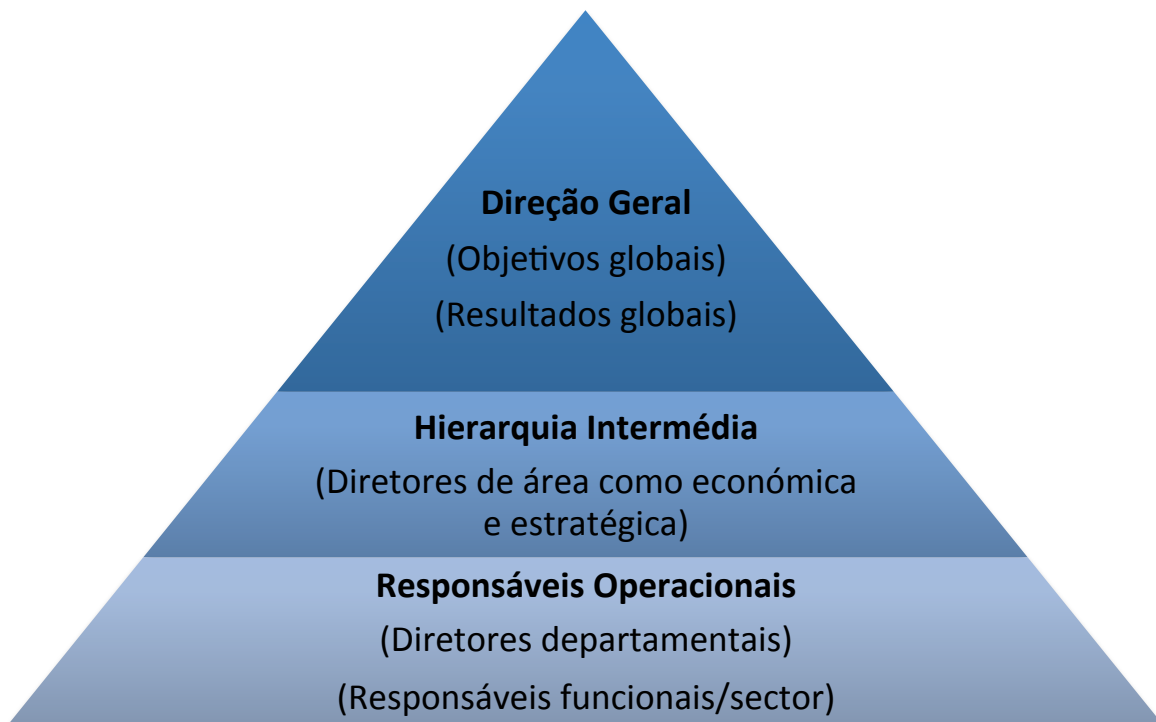 Direção Geral
(Objetivos globais)
(Resultados globais)
Hierarquia Intermédia
(Diretores de área como económica
e estratégica)
Responsáveis Operacionais
(Diretores departamentais)
(Responsáveis funcionais/sector)